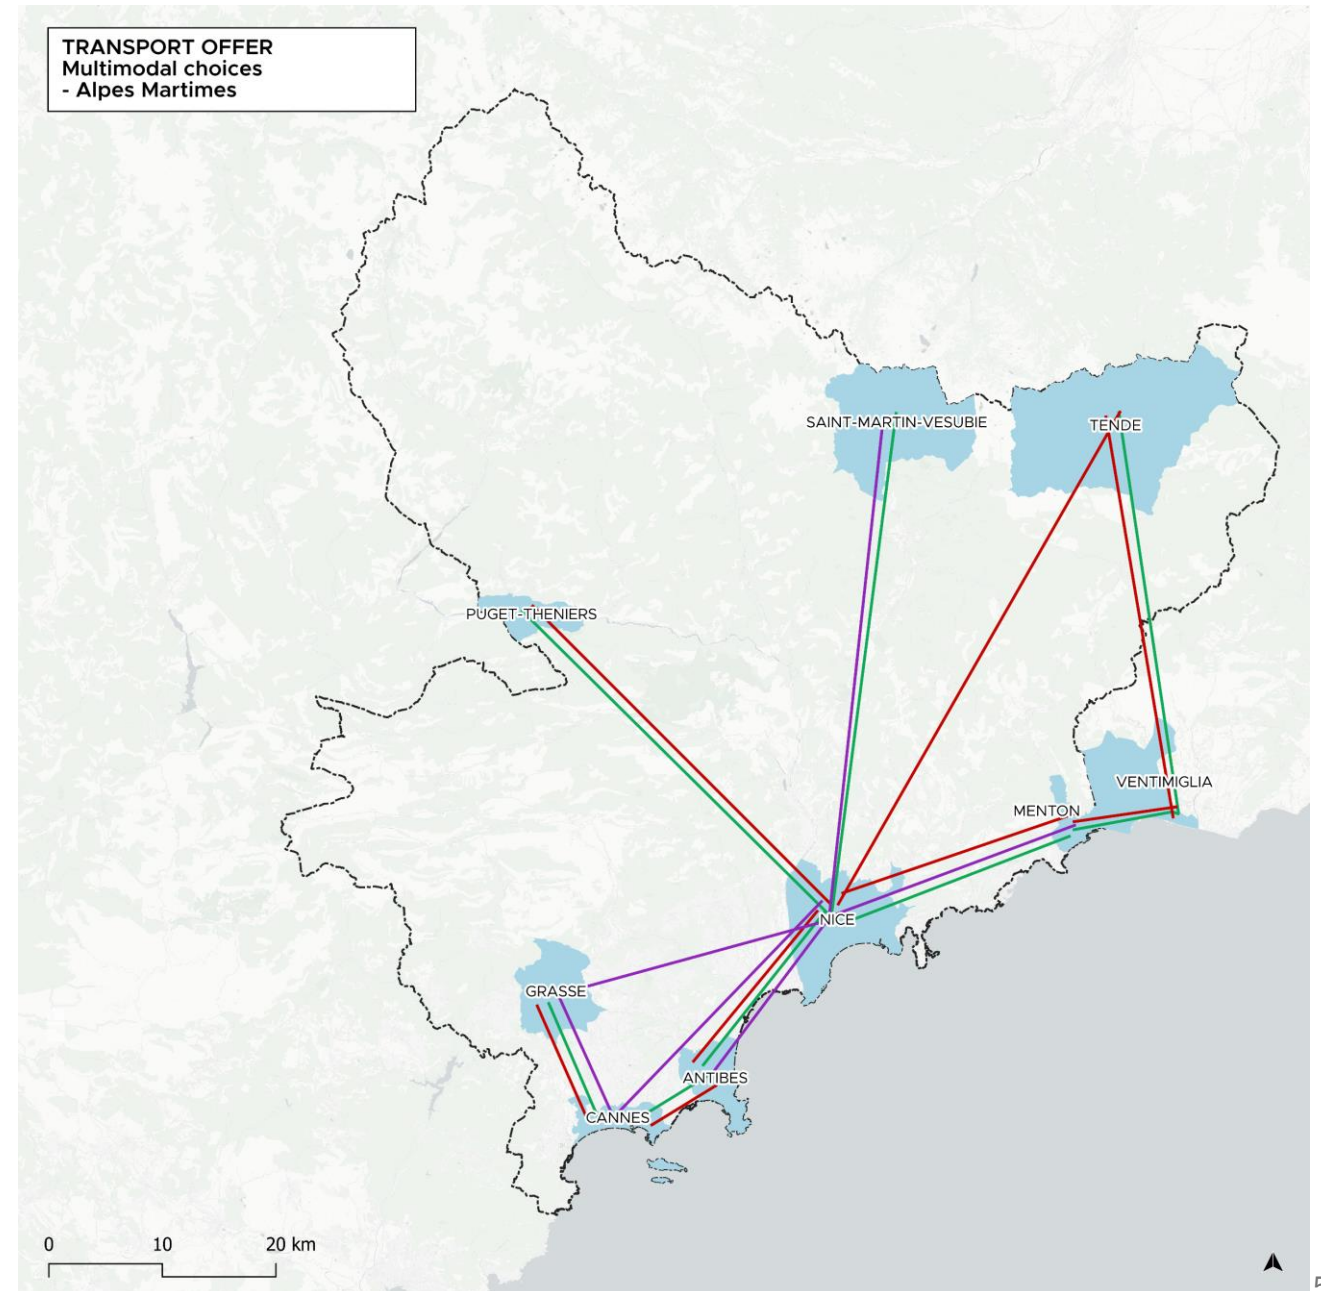 TRANSPORT OFFER
Multimodal choices
- Alpes Martimes
SAINT-MARTIN-VESUBIE
TENDE
PUGET-THENIERS
VENTIMIGLIA
MENTON
NICE
GRASSE
ANTIBES
CANNES
0 10 20 km